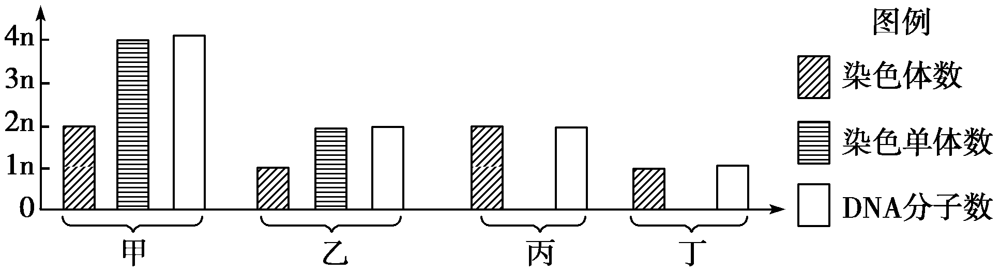 4n
3n
2n
1n
0
甲 乙 丙 丁
图例
染色体数
染色单体数
DNA分子数